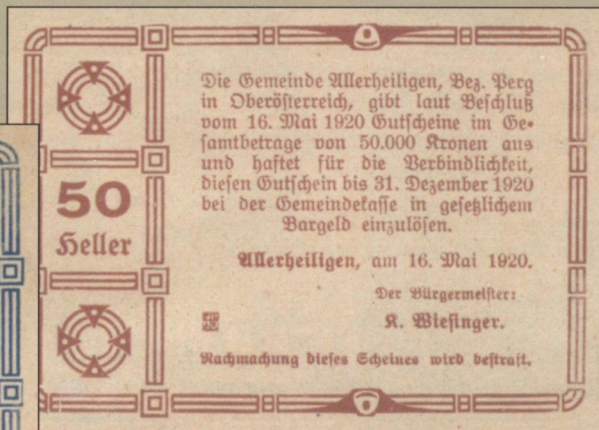 Die Gemeinde Allerheiligen, Bez. Perg
in Oberösterreich, gibt laut Beschluß
vom 16. Mai 1920 Gutscheine im Ge-
samtbetrage von 50.000 Kronen aus
und haftet für die Verbindlichkeit,
diesen Gutschein bis 31. Dezember 1920
bei der Gemeindekasse in gesetzlichem
Bargeld einzulösen.
50
Heller
Allerheiligen, am 16. Mai 1920.
Der Bürgermeister:
K. Wiesinger.
Nachmachung dieses Scheines wird bestraft.